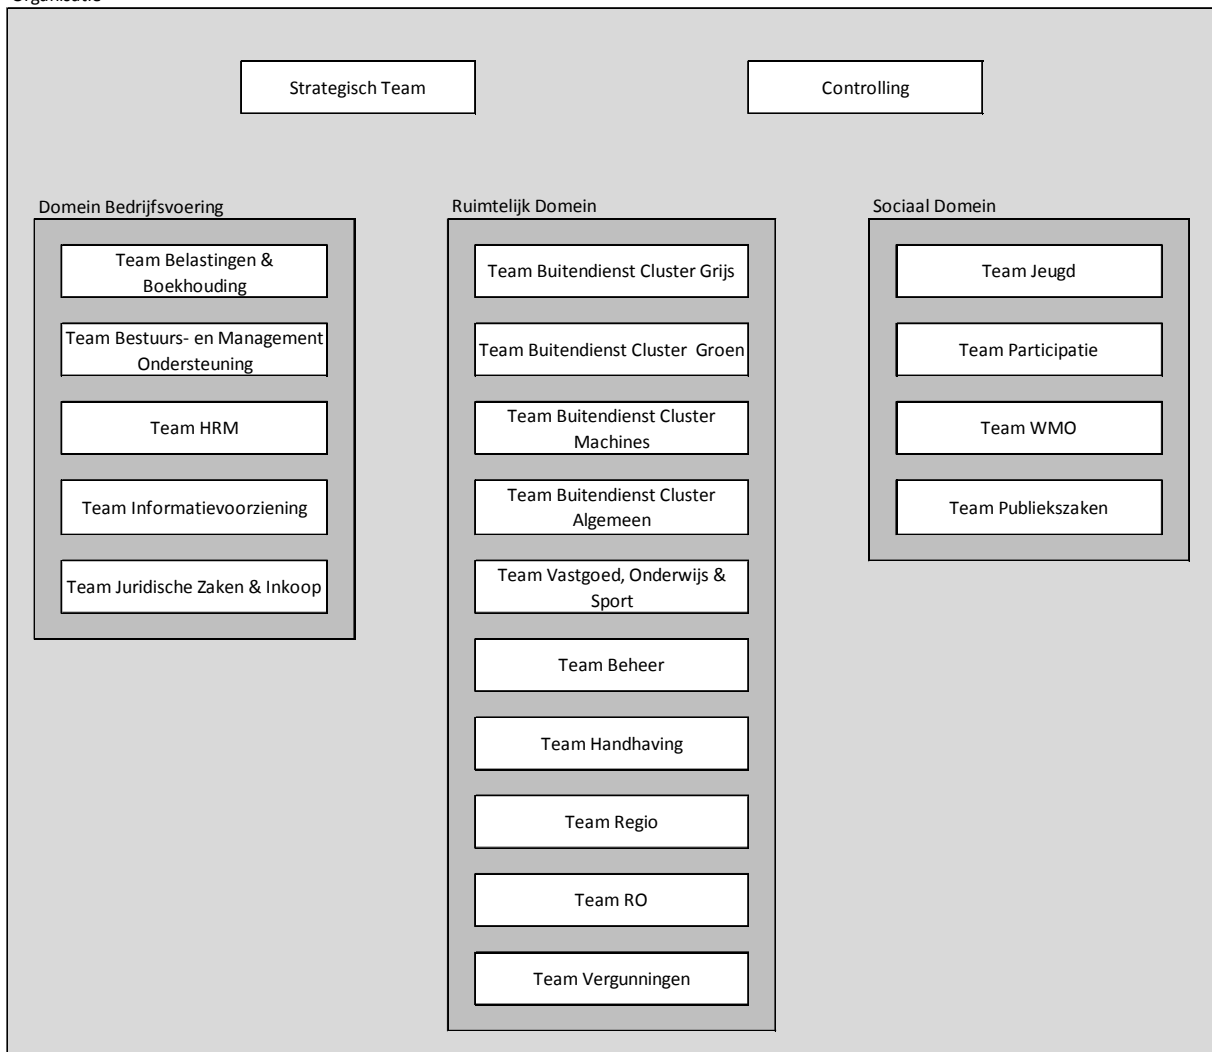 Organisatie
Strategisch Team
Controlling
Domein Bedrijfsvoering
Team Belastingen &
Boekhouding
Team Bestuurs- en Management
Ondersteuning
Team HRM
Team Informatievoorziening
Team Juridische Zaken & Inkoop
Ruimtelijk Domein
Team Buitendienst Cluster Grijs
Team Buitendienst Cluster Groen
Team Buitendienst Cluster
Machines
Team Buitendienst Cluster
Algemeen
Team Vastgoed, Onderwijs &
Sport
Team Beheer
Team Handhaving
Team Regio
Team RO
Team Vergunningen
Sociaal Domein
Team Jeugd
Team Participatie
Team WMO
Team Publiekszaken